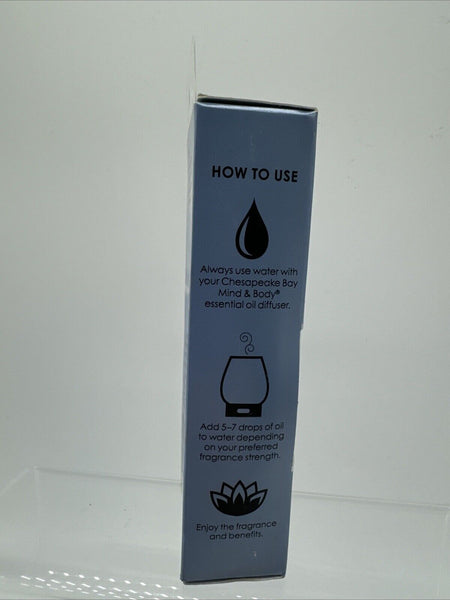 HOW TO USE
Always use water with
your Chesapeake Bay
Mind & Body®
essential oil diffuser.
Add 5–7 drops of oil
to water depending
on your preferred
fragrance strength.
Enjoy the fragrance
and benefits.